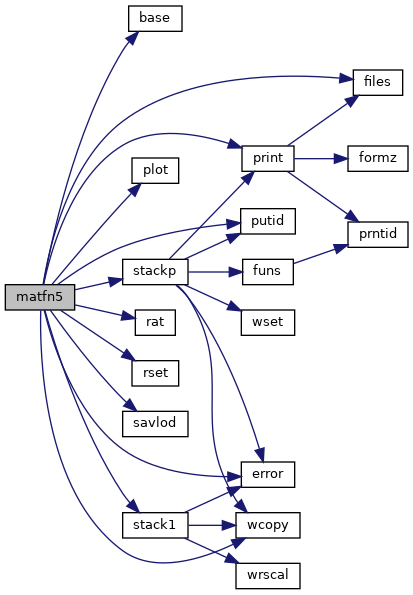 base
files
print
formz
plot
putid
prntid
stackp
funs
matfn5
rat
wset
rset
savlod
error
stack1
wcopy
wrscal